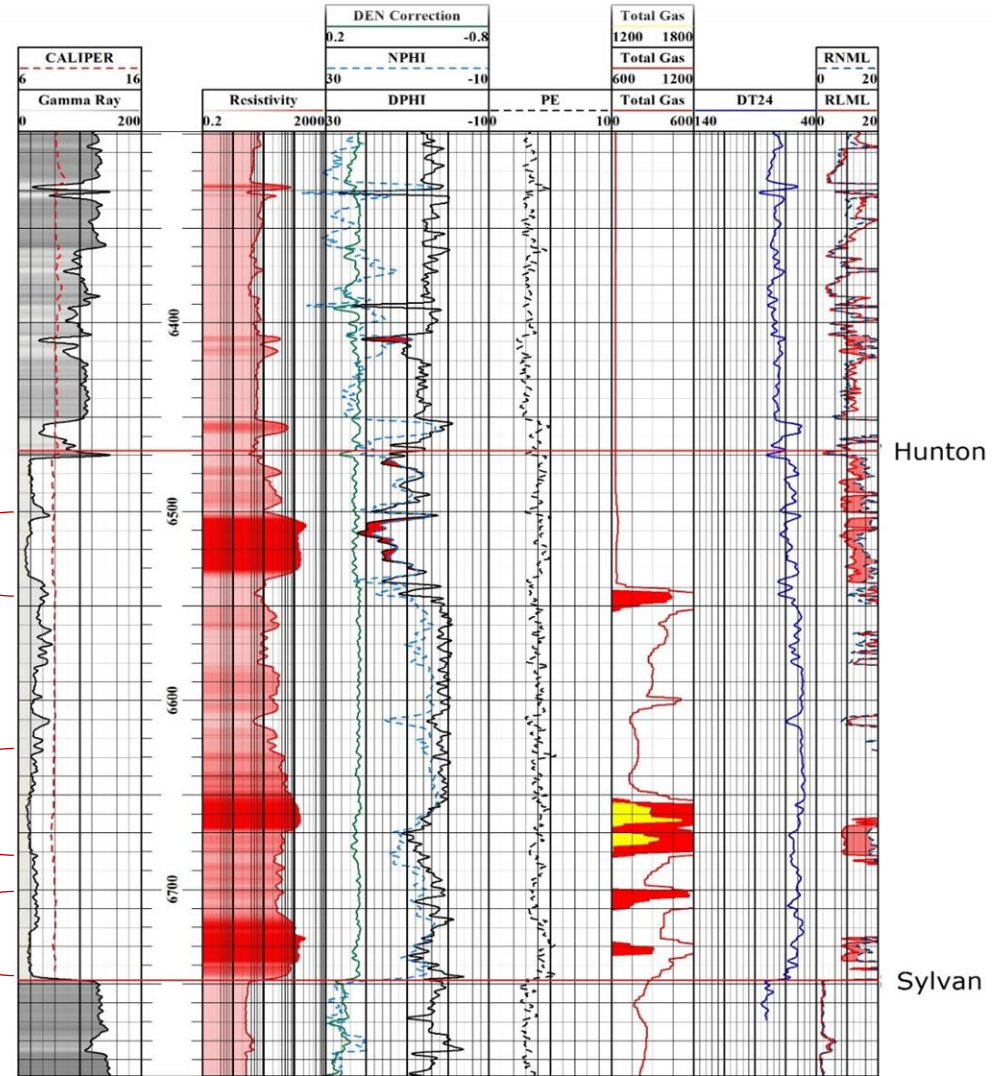 DEN Correction
0.2 -0.8
Total Gas
1200 1800
CALIPER
6 16
NPHI
30 -10
Total Gas
600 1200
RNML
0 20
Gamma Ray
0 200
Resistivity
0.2 2000
DPHI
30 -10
PE
0 10
Total Gas
0 600
DT24
140 40
RLML
0 20
6400
Hunton
6500
6600
6700
Sylvan